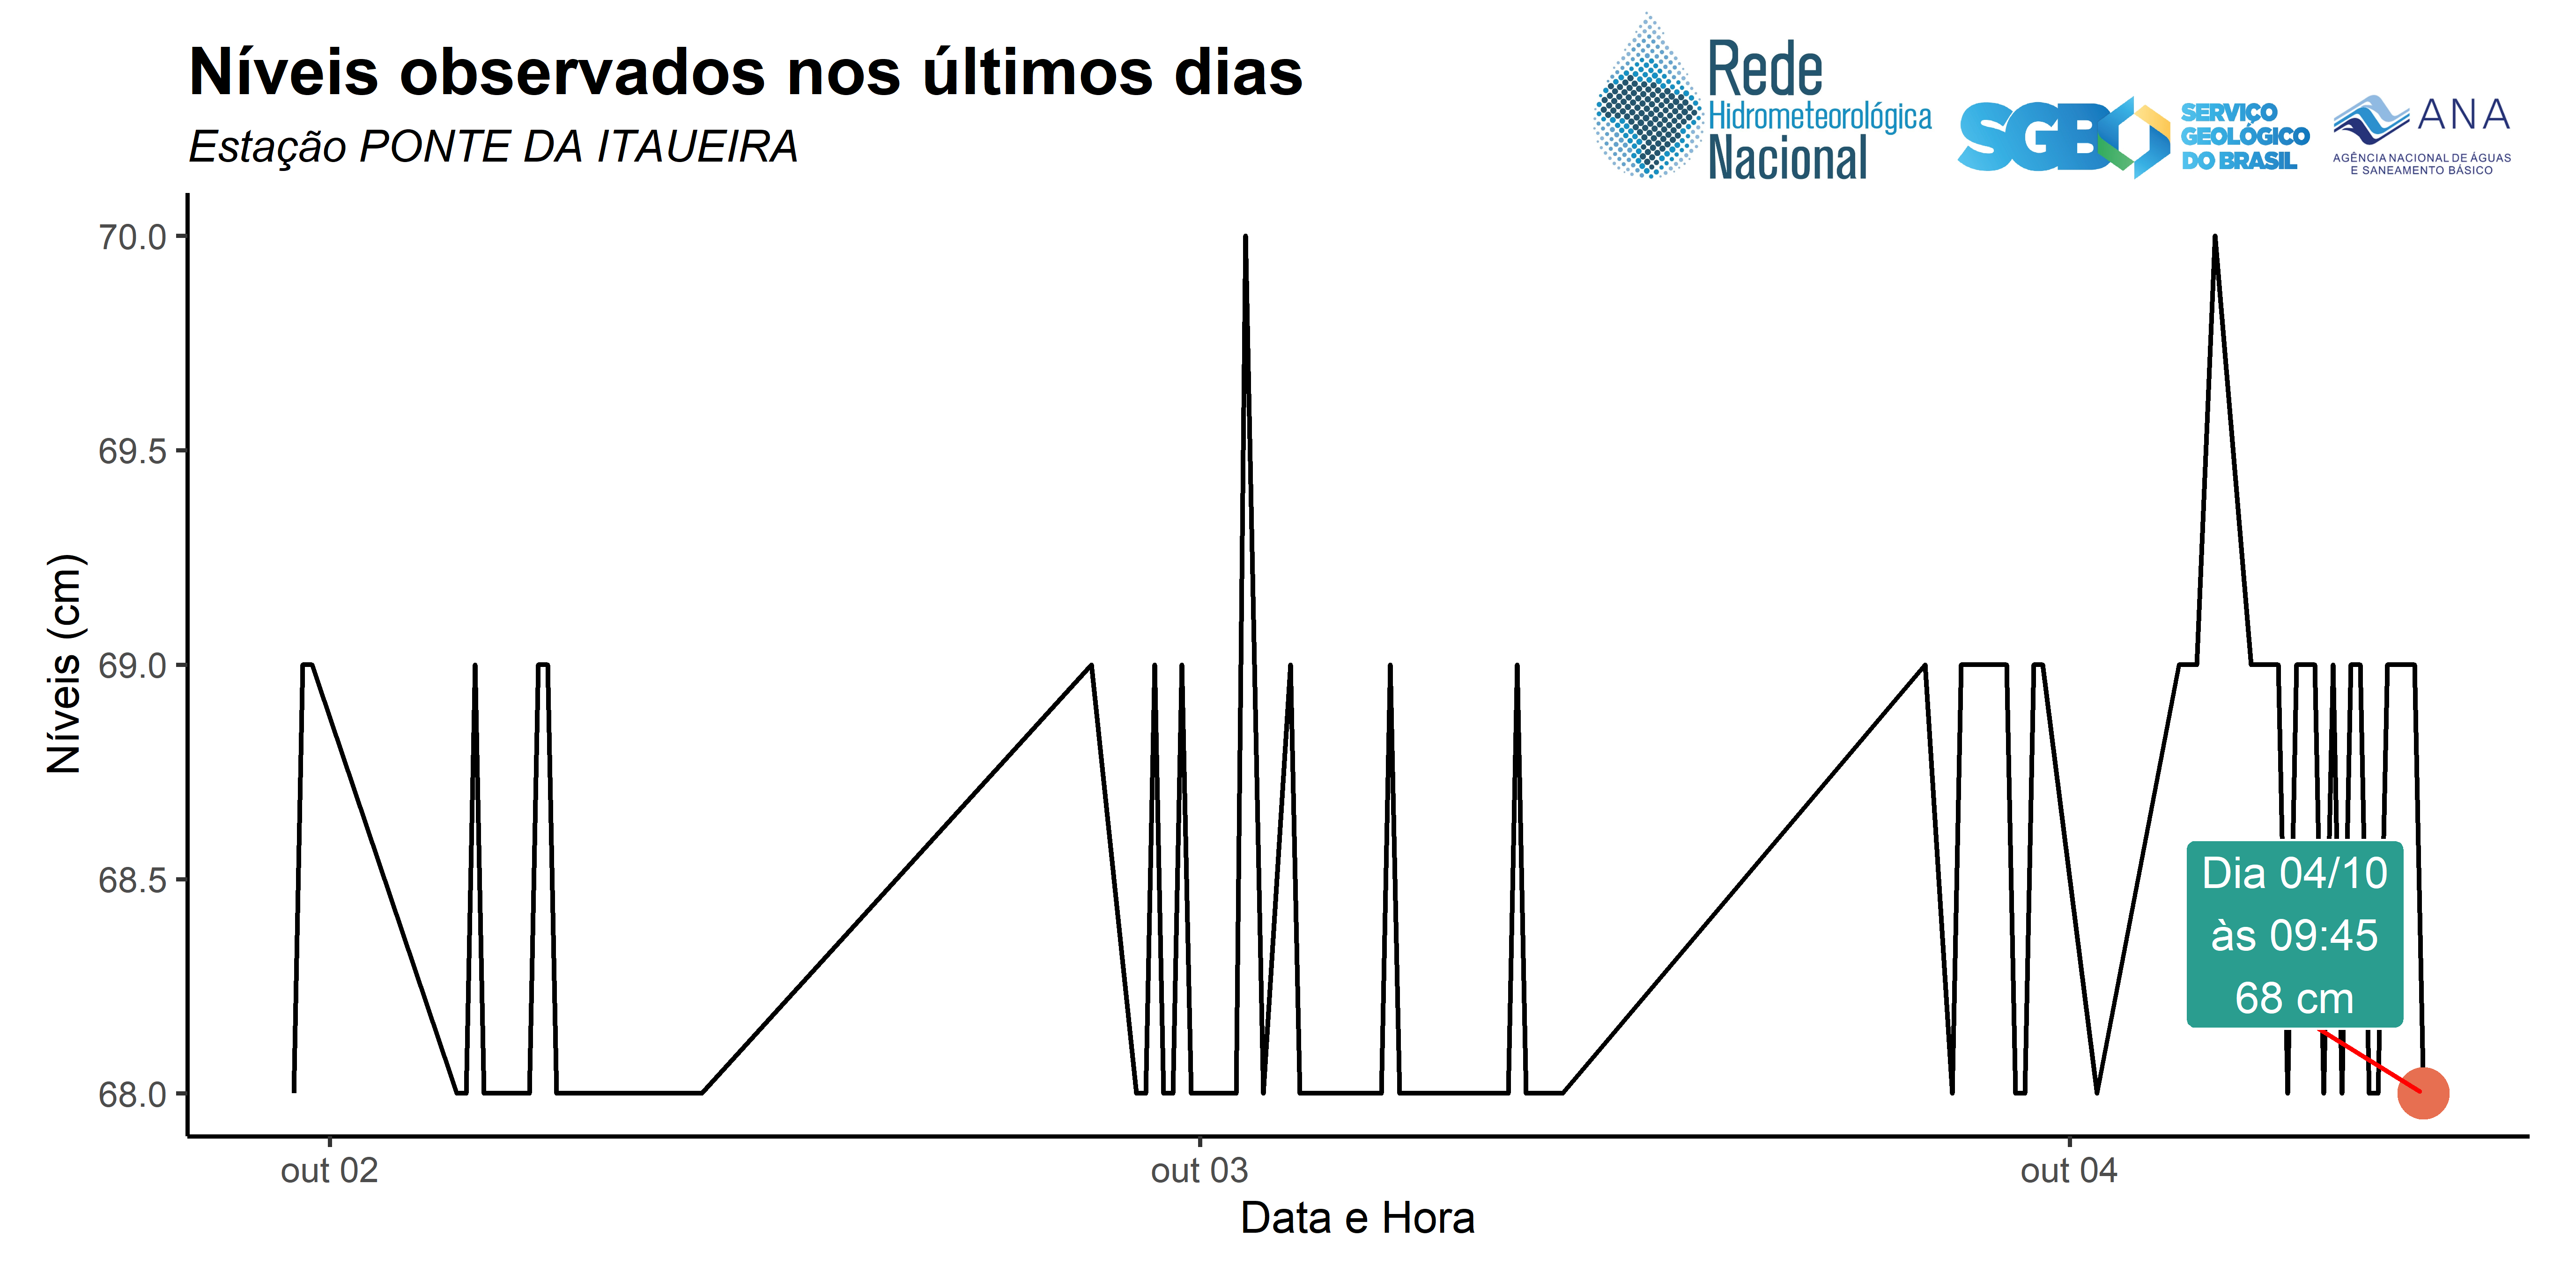 Níveis observados nos últimos dias
Estação PONTE DA ITAUEIRA
Rede
Hidrometeorológica
Nacional
SGB
SERVIÇO
GEOLÓGICO
DO BRASIL
ANA
AGÊNCIA NACIONAL DE ÁGUAS
E SANEAMENTO BÁSICO
Níveis (cm)
70.0
69.5
69.0
68.5
68.0
Dia 04/10
às 09:45
68 cm
out 02
out 03
out 04
Data e Hora